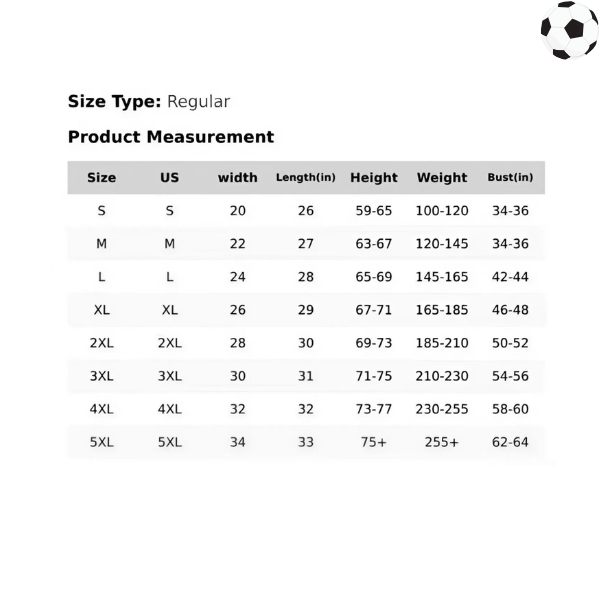 Size Type: Regular
Product Measurement
Size US width Length(in) Height Weight Bust(in)
S S 20 26 59-65 100-120 34-36
M M 22 27 63-67 120-145 34-36
L L 24 28 65-69 145-165 42-44
XL XL 26 29 67-71 165-185 46-48
2XL 2XL 28 30 69-73 185-210 50-52
3XL 3XL 30 31 71-75 210-230 54-56
4XL 4XL 32 32 73-77 230-255 58-60
5XL 5XL 34 33 75+ 255+ 62-64